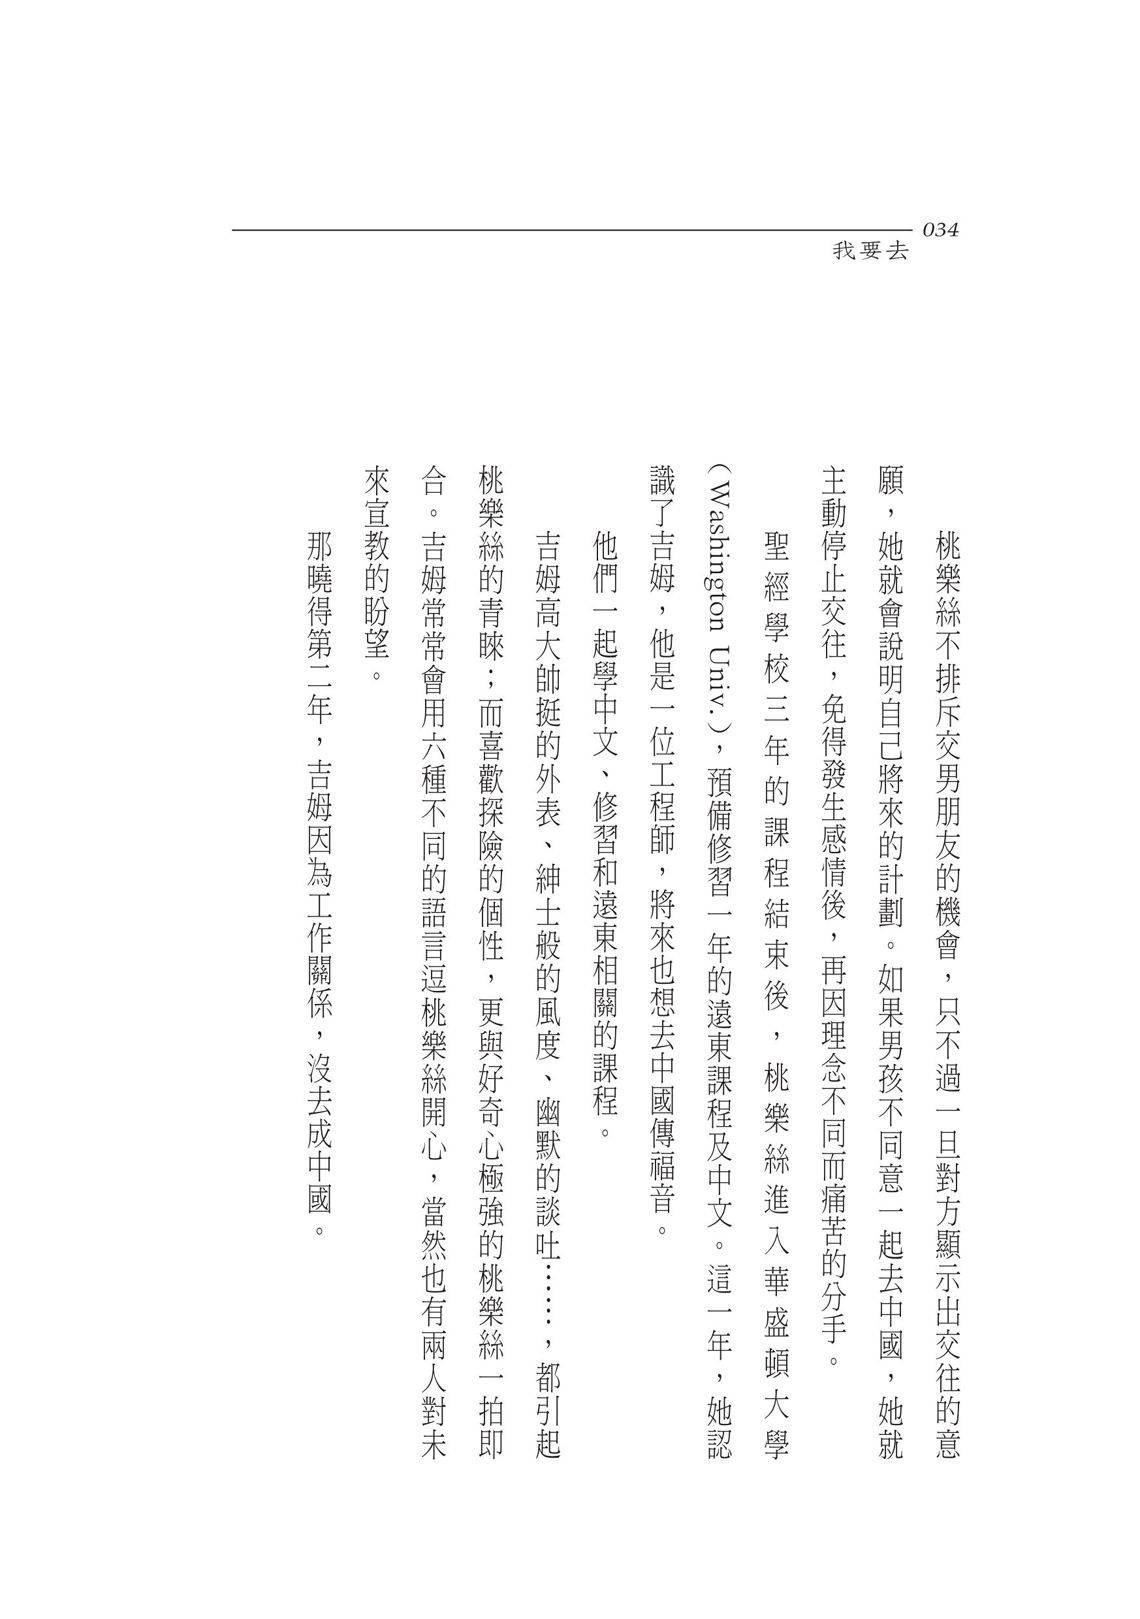 034
我要去
桃樂絲不排斥交男朋友的機會，只不過一旦對方顯示出交往的意
願，她就會說明自己將來的計劃。如果男孩不同意一起去中國，她就
主動停止交往，免得發生感情後，再因理念不同而痛苦的分手。
聖經學校三年的課程結束後，桃樂絲進入華盛頓大學
（Washington Univ.），預備修習一年的遠東課程及中文。這一年，她認
識了吉姆，他是一位工程師，將來也想去中國傳福音。
他們一起學中文、修習和遠東相關的課程。
吉姆高大帥挺的外表、紳士般的風度、幽默的談吐……，都引起
桃樂絲的青睞；而喜歡探險的個性，更與好奇心極強的桃樂絲一拍即
合。吉姆常常會用六種不同的語言逗桃樂絲開心，當然也有兩人對未
來宣教的盼望。
那曉得第二年，吉姆因為工作關係，沒去成中國。